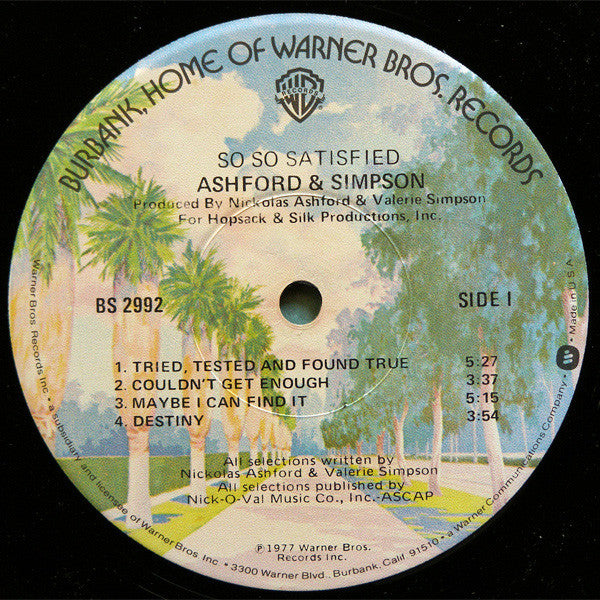 BURBANK, HOME OF WARNER BROS. RECORDS
RECORDS
SO SO SATISFIED
ASHFORD & SIMPSON
Produced By Nickolas Ashford & Valerie Simpson
For Hopsack & Silk Productions, Inc.
BS 2992
SIDE I
1. TRIED, TESTED AND FOUND TRUE 5:27
2. COULDN'T GET ENOUGH 3:37
3. MAYBE I CAN FIND IT 5:15
4. DESTINY 3:54
All selections written by
Nickolas Ashford & Valerie Simpson
All selections published by
Nick-O-Val Music Co., Inc.-ASCAP
℗ 1977 Warner Bros.
Records Inc.
Warner Bros. Records Inc. • a subsidiary and licensee of Warner Bros. Inc. • 3300 Warner Blvd., Burbank, Calif. 91510 • a Warner Communications Company • Made in U.S.A.